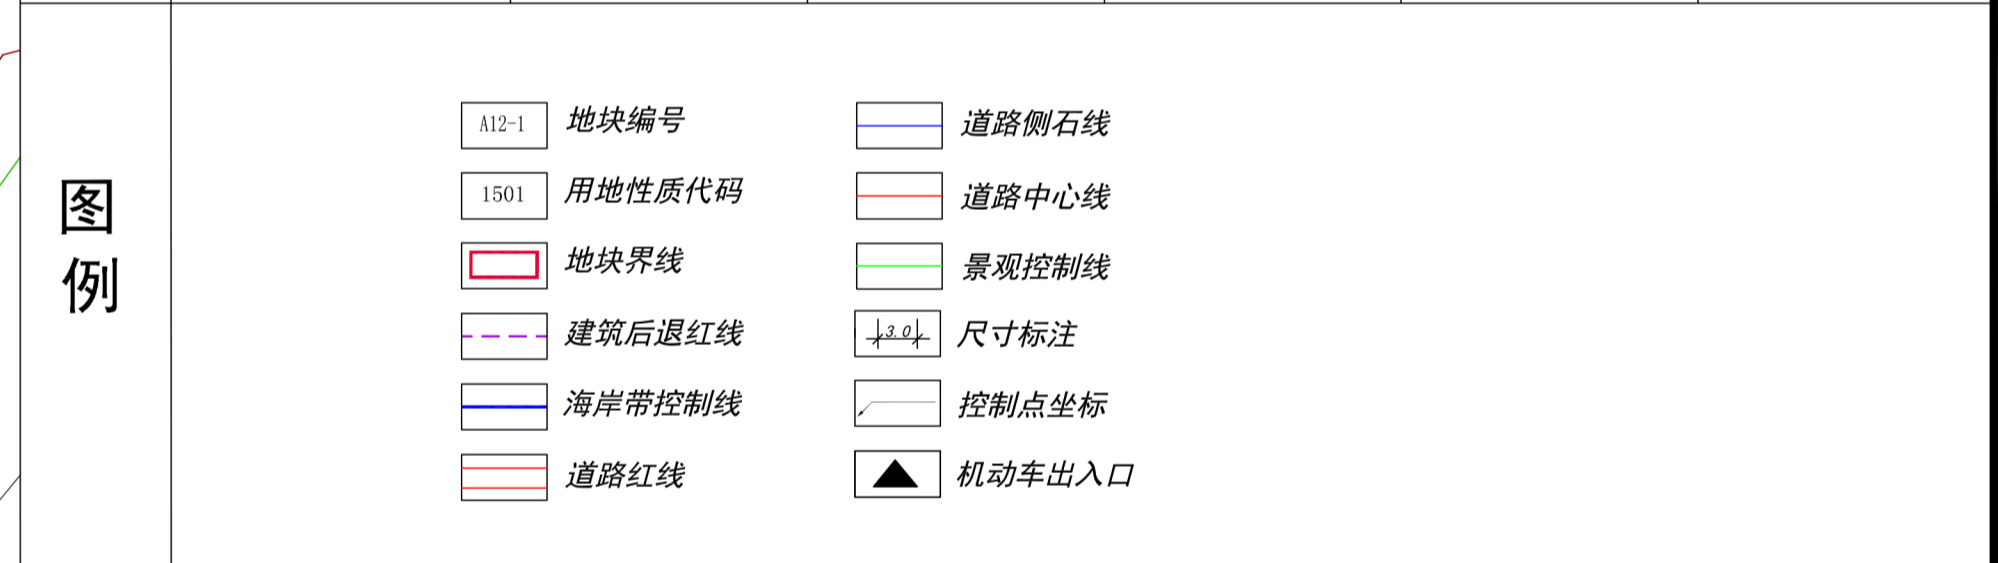 图例
A12-1 地块编号
1501 用地性质代码
地块界线
建筑后退红线
海岸带控制线
道路红线
道路侧石线
道路中心线
景观控制线
3.0 尺寸标注
控制点坐标
机动车出入口